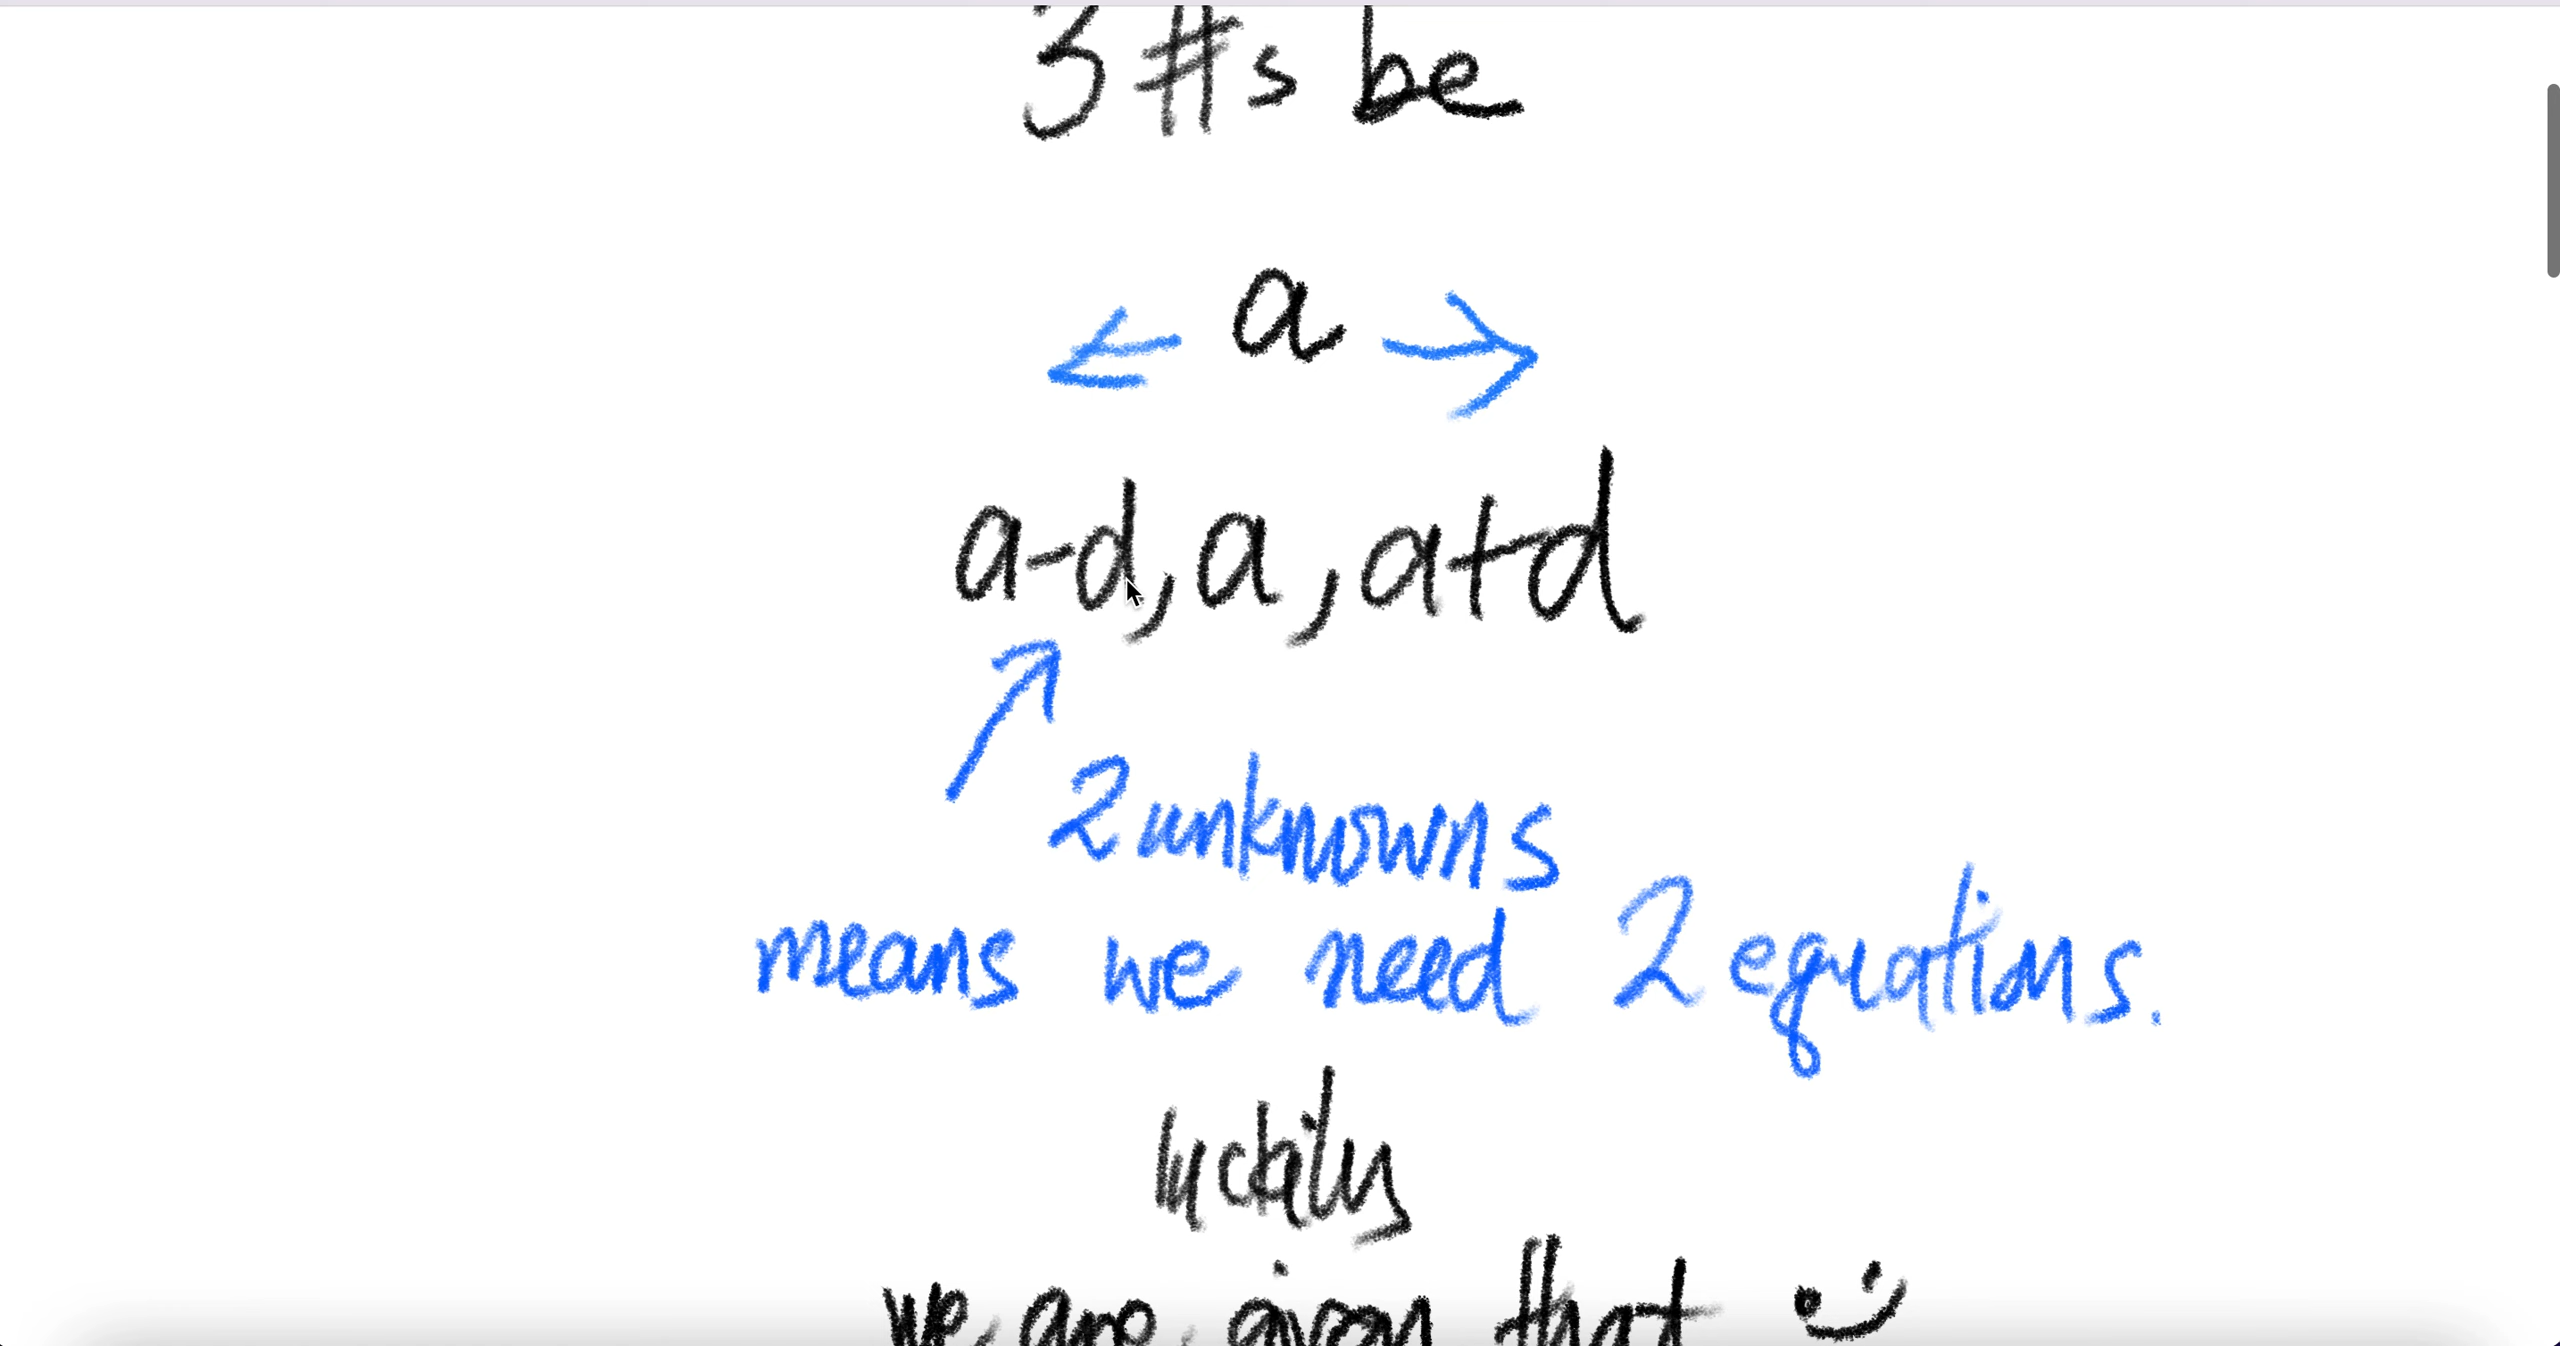 3 #s be
← a →
a-d, a, a+d
2 unknowns
means we need 2 equations.
luckily
we are given that